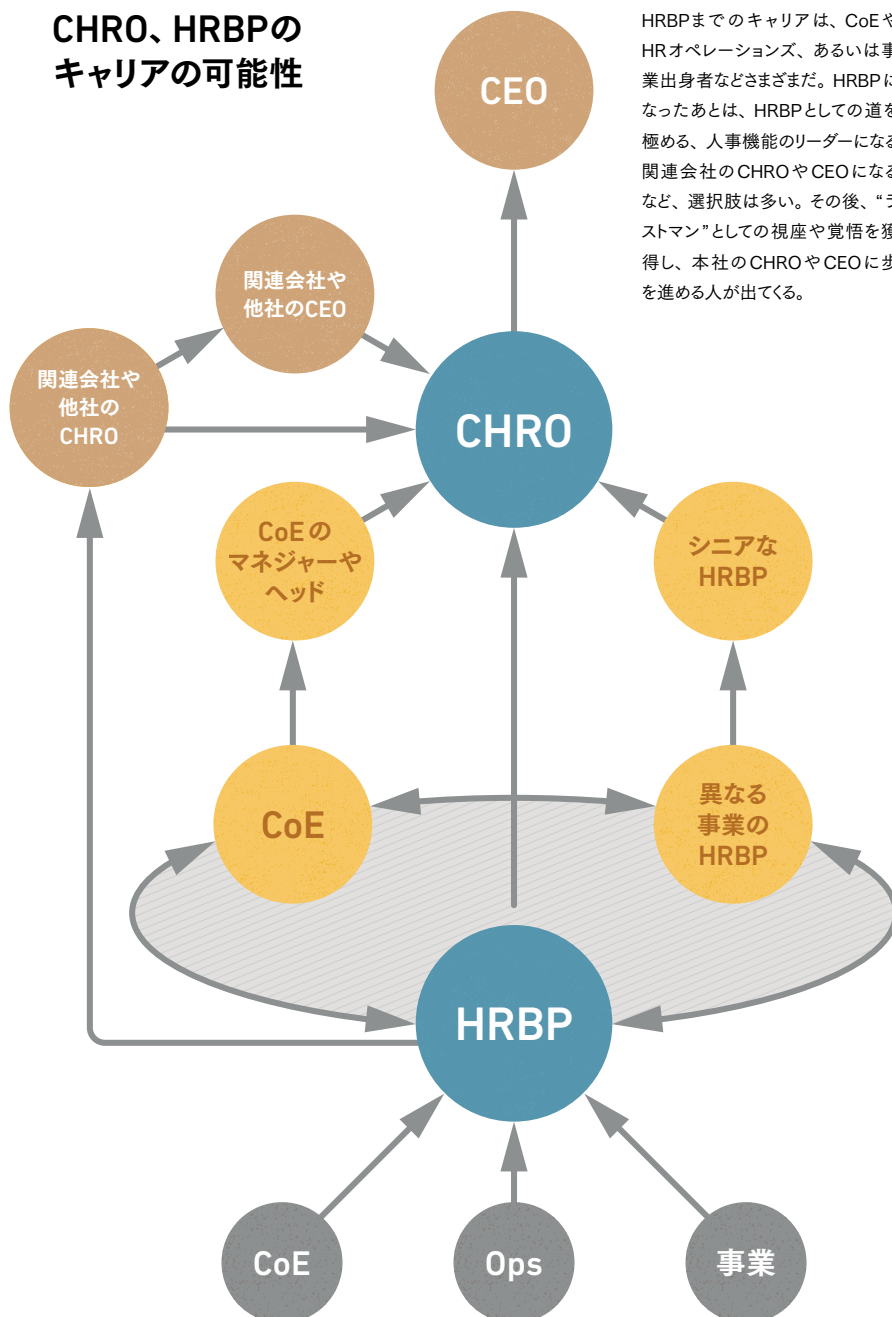 CHRO、HRBPの
キャリアの可能性
HRBPまでのキャリアは、CoEや
HRオペレーションズ、あるいは事
業出身者などさまざまだ。HRBPに
なったあとは、HRBPとしての道を
極める、人事機能のリーダーになる
関連会社のCHROやCEOになる
など、選択肢は多い。その後、“ラ
ストマン”としての視座や覚悟を獲
得し、本社のCHROやCEOに歩
を進める人が出てくる。
CEO
関連会社や
他社のCEO
関連会社や
他社の
CHRO
CHRO
CoEの
マネジャーや
ヘッド
シニアな
HRBP
CoE
異なる
事業の
HRBP
HRBP
CoE
Ops
事業